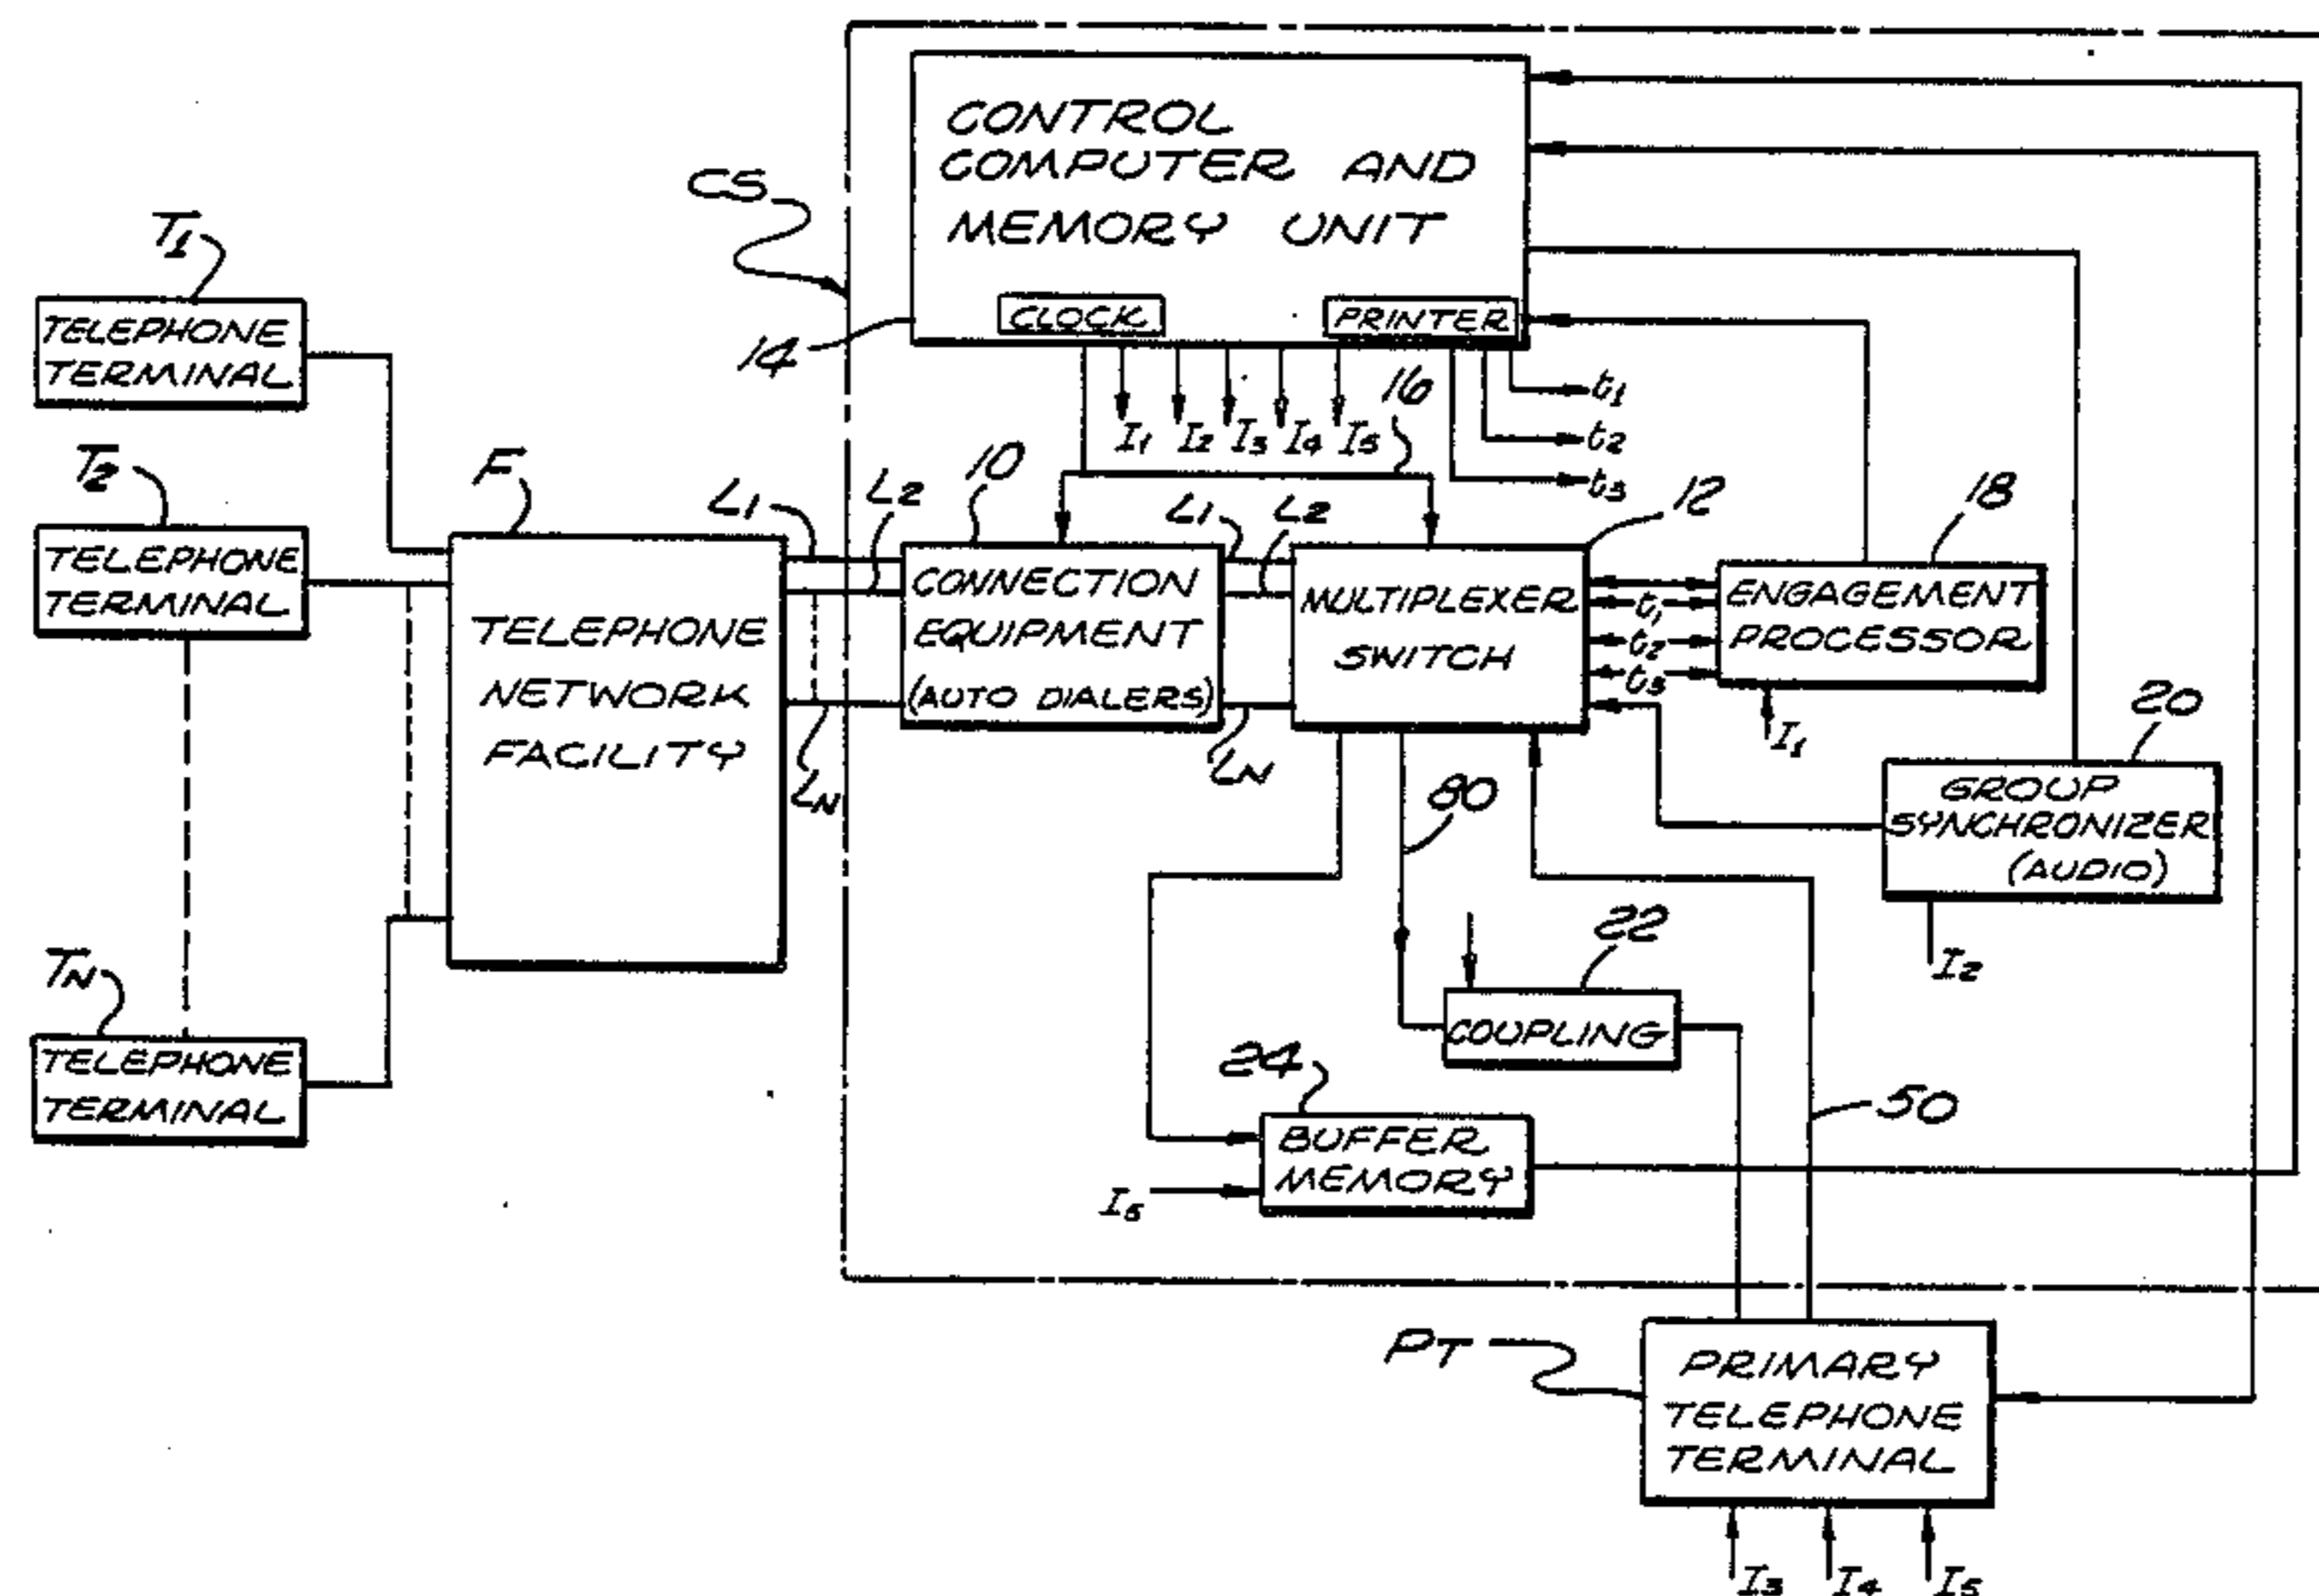 CONTROL
COMPUTER AND
MEMORY UNIT
CLOCK
PRINTER
CS
14
16
I1 I2 I3 I4 I5
t1
t2
t3
T1
TELEPHONE
TERMINAL
T2
TELEPHONE
TERMINAL
TN
TELEPHONE
TERMINAL
F
TELEPHONE
NETWORK
FACILITY
L1
L2
LN
10
CONNECTION
EQUIPMENT
(AUTO DIALERS)
L1
L2
LN
12
MULTIPLEXER
SWITCH
t1
t2
t3
18
ENGAGEMENT
PROCESSOR
I1
20
GROUP
SYNCHRONIZER
(AUDIO)
I2
80
22
COUPLING
24
BUFFER
MEMORY
I5
50
PT
PRIMARY
TELEPHONE
TERMINAL
I3 I4 I5